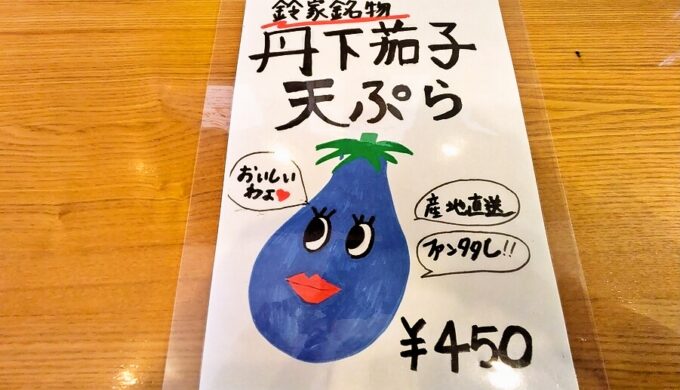 鈴家銘物
丹下茄子
天ぷら
おいしい
わよ
産地直送
ファンタタし!!
¥450